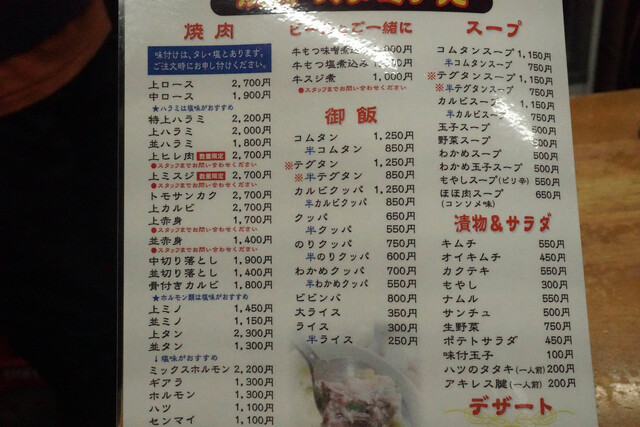 焼肉
味付けは、タレ・塩とあります。
ご注文時にお申し付けください。
上ロース 2,700円
中ロース 1,900円
★ハラミは塩味がおすすめ
特上ハラミ 2,200円
上ハラミ 2,000円
並ハラミ 1,800円
上ヒレ肉 数量限定 2,700円
●スタッフまでお問い合わせください
上ミスジ 数量限定 2,700円
●スタッフまでお問い合わせください
トモサンカク 2,700円
上カルビ 2,700円
上赤身 1,700円
●スタッフまでお問い合わせください
並赤身 1,400円
●スタッフまでお問い合わせください
中切り落とし 1,900円
並切り落とし 1,400円
骨付きカルビ 1,800円
★ホルモン類は塩味がおすすめ
上ミノ 1,450円
並ミノ 1,150円
上タン 2,300円
並タン 1,300円
↓塩味がおすすめ
ミックスホルモン 2,200円
ギアラ 1,300円
ホルモン 1,300円
ハツ 1,100円
センマイ 1,100円
ご一緒に
牛もつ味噌煮込み
牛もつ塩煮込み
牛スジ煮 1,000円
●スタッフまでお問い合わせください
御飯
コムタン 1,250円
半コムタン 850円
※テグタン 1,250円
※半テグタン 850円
カルビクッパ 1,250円
半カルビクッパ 850円
クッパ 650円
半クッパ 550円
のりクッパ 750円
半のりクッパ 600円
わかめクッパ 700円
半わかめクッパ 550円
ビビンバ 800円
大ライス 350円
ライス 300円
半ライス 250円
スープ
コムタンスープ 1,150円
半コムタンスープ 750円
※テグタンスープ 1,150円
※半テグタンスープ 750円
カルビスープ 1,150円
半カルビスープ 750円
玉子スープ 500円
野菜スープ 500円
わかめスープ 500円
わかめ玉子スープ 550円
もやしスープ(ピリ辛) 550円
ほほ肉スープ 650円
(コンソメ味)
漬物&サラダ
キムチ 550円
オイキムチ 450円
カクテキ 550円
もやし 300円
ナムル 550円
サンチュ 500円
生野菜 750円
ポテトサラダ 450円
味付玉子 100円
ハツのタタキ(一人前) 200円
アキレス腱(一人前) 200円
デザート